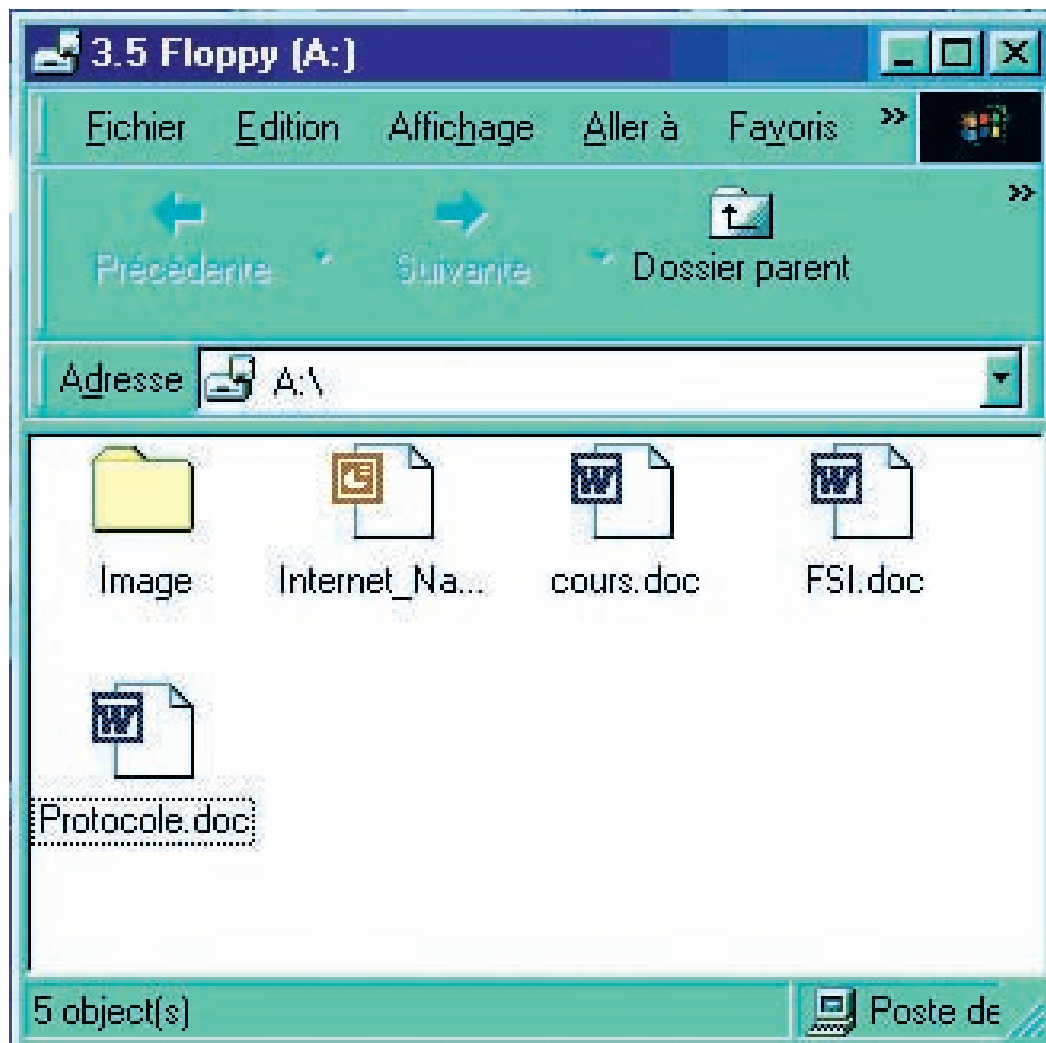 3.5 Floppy (A:)
Fichier Edition Affichage Aller à Favoris »
»
Précédente Suivante Dossier parent
Adresse A:\
Image Internet_Na... cours.doc FSI.doc
Protocole.doc
5 object(s) Poste de